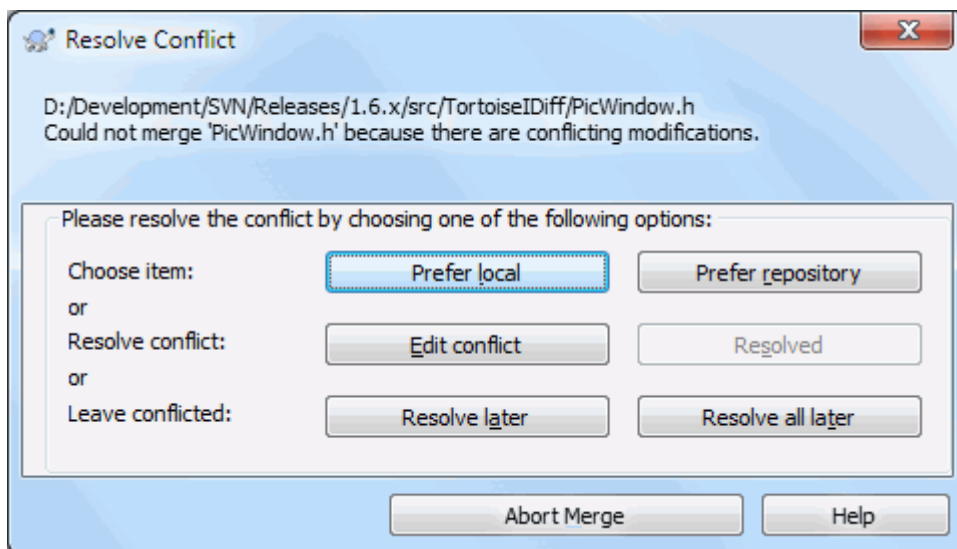 Resolve Conflict
D:/Development/SVN/Releases/1.6.x/src/TortoiseIDiff/PicWindow.h
Could not merge 'PicWindow.h' because there are conflicting modifications.
Please resolve the conflict by choosing one of the following options:
Choose item: Prefer local Prefer repository
or
Resolve conflict: Edit conflict Resolved
or
Leave conflicted: Resolve later Resolve all later
Abort Merge Help